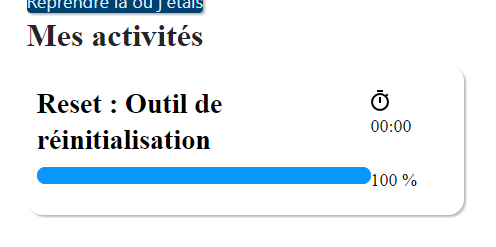 Reprendre là où j'étais
Mes activités
Reset : Outil de
réinitialisation
00:00
100 %